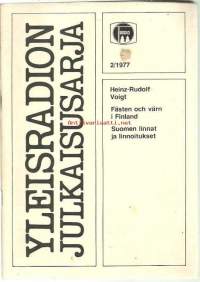 YLEISRADION
JULKAISUSARJA
2/1977
Heinz-Rudolf
Voigt
Fästen och värn
i Finland
Suomen linnat
ja linnoitukset